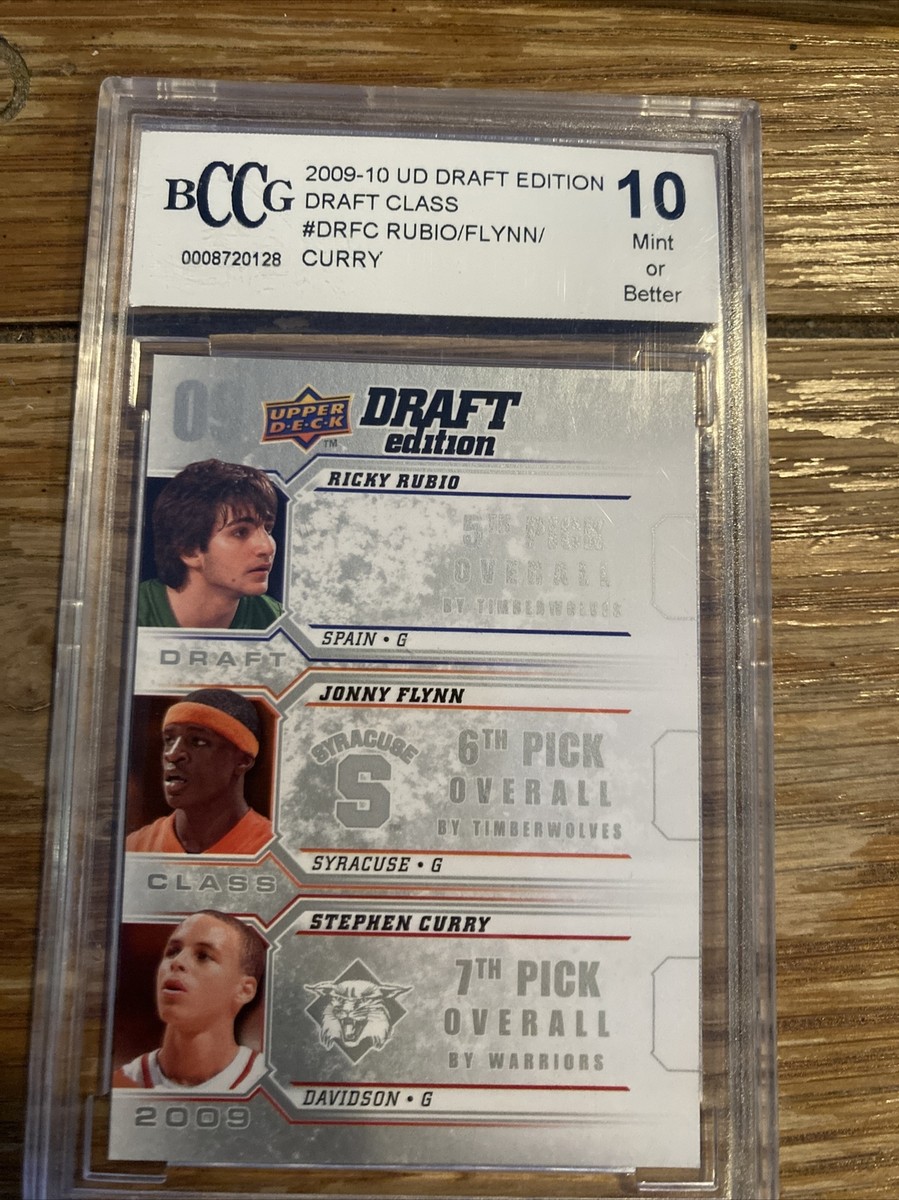 BCCG
0008720128
2009-10 UD DRAFT EDITION
DRAFT CLASS
#DRFC RUBIO/FLYNN/
CURRY
10
Mint
or
Better
09
UPPER
D·E·C·K
TM
DRAFT
edition
RICKY RUBIO
5TH PICK
OVERALL
BY TIMBERWOLVES
SPAIN • G
DRAFT
JONNY FLYNN
SYRACUSE
S
6TH PICK
OVERALL
BY TIMBERWOLVES
SYRACUSE • G
CLASS
STEPHEN CURRY
7TH PICK
OVERALL
BY WARRIORS
DAVIDSON • G
2009